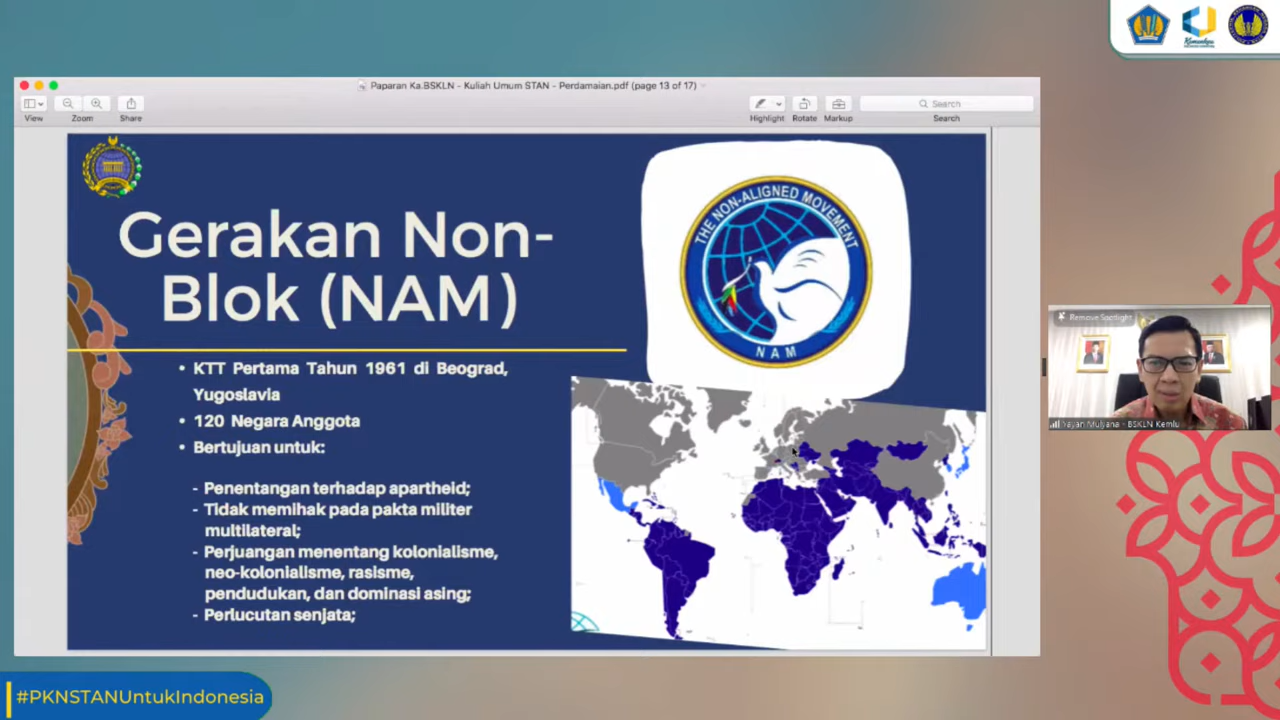 Paparan Ka.BSKLN - Kuliah Umum STAN - Perdamaian.pdf (page 13 of 17)
View
Zoom
Share
Highlight
Rotate
Markup
Search
Search
Gerakan Non-
Blok (NAM)
• KTT Pertama Tahun 1961 di Beograd,
Yugoslavia
• 120 Negara Anggota
• Bertujuan untuk:
- Penentangan terhadap apartheid;
- Tidak memihak pada pakta militer
multilateral;
- Perjuangan menentang kolonialisme,
neo-kolonialisme, rasisme,
pendudukan, dan dominasi asing;
- Perlucutan senjata;
THE NON-ALIGNED MOVEMENT
NAM
Remove Spotlight
Yayan Mulyana - BSKLN Kemlu
#PKNSTANUntukIndonesia